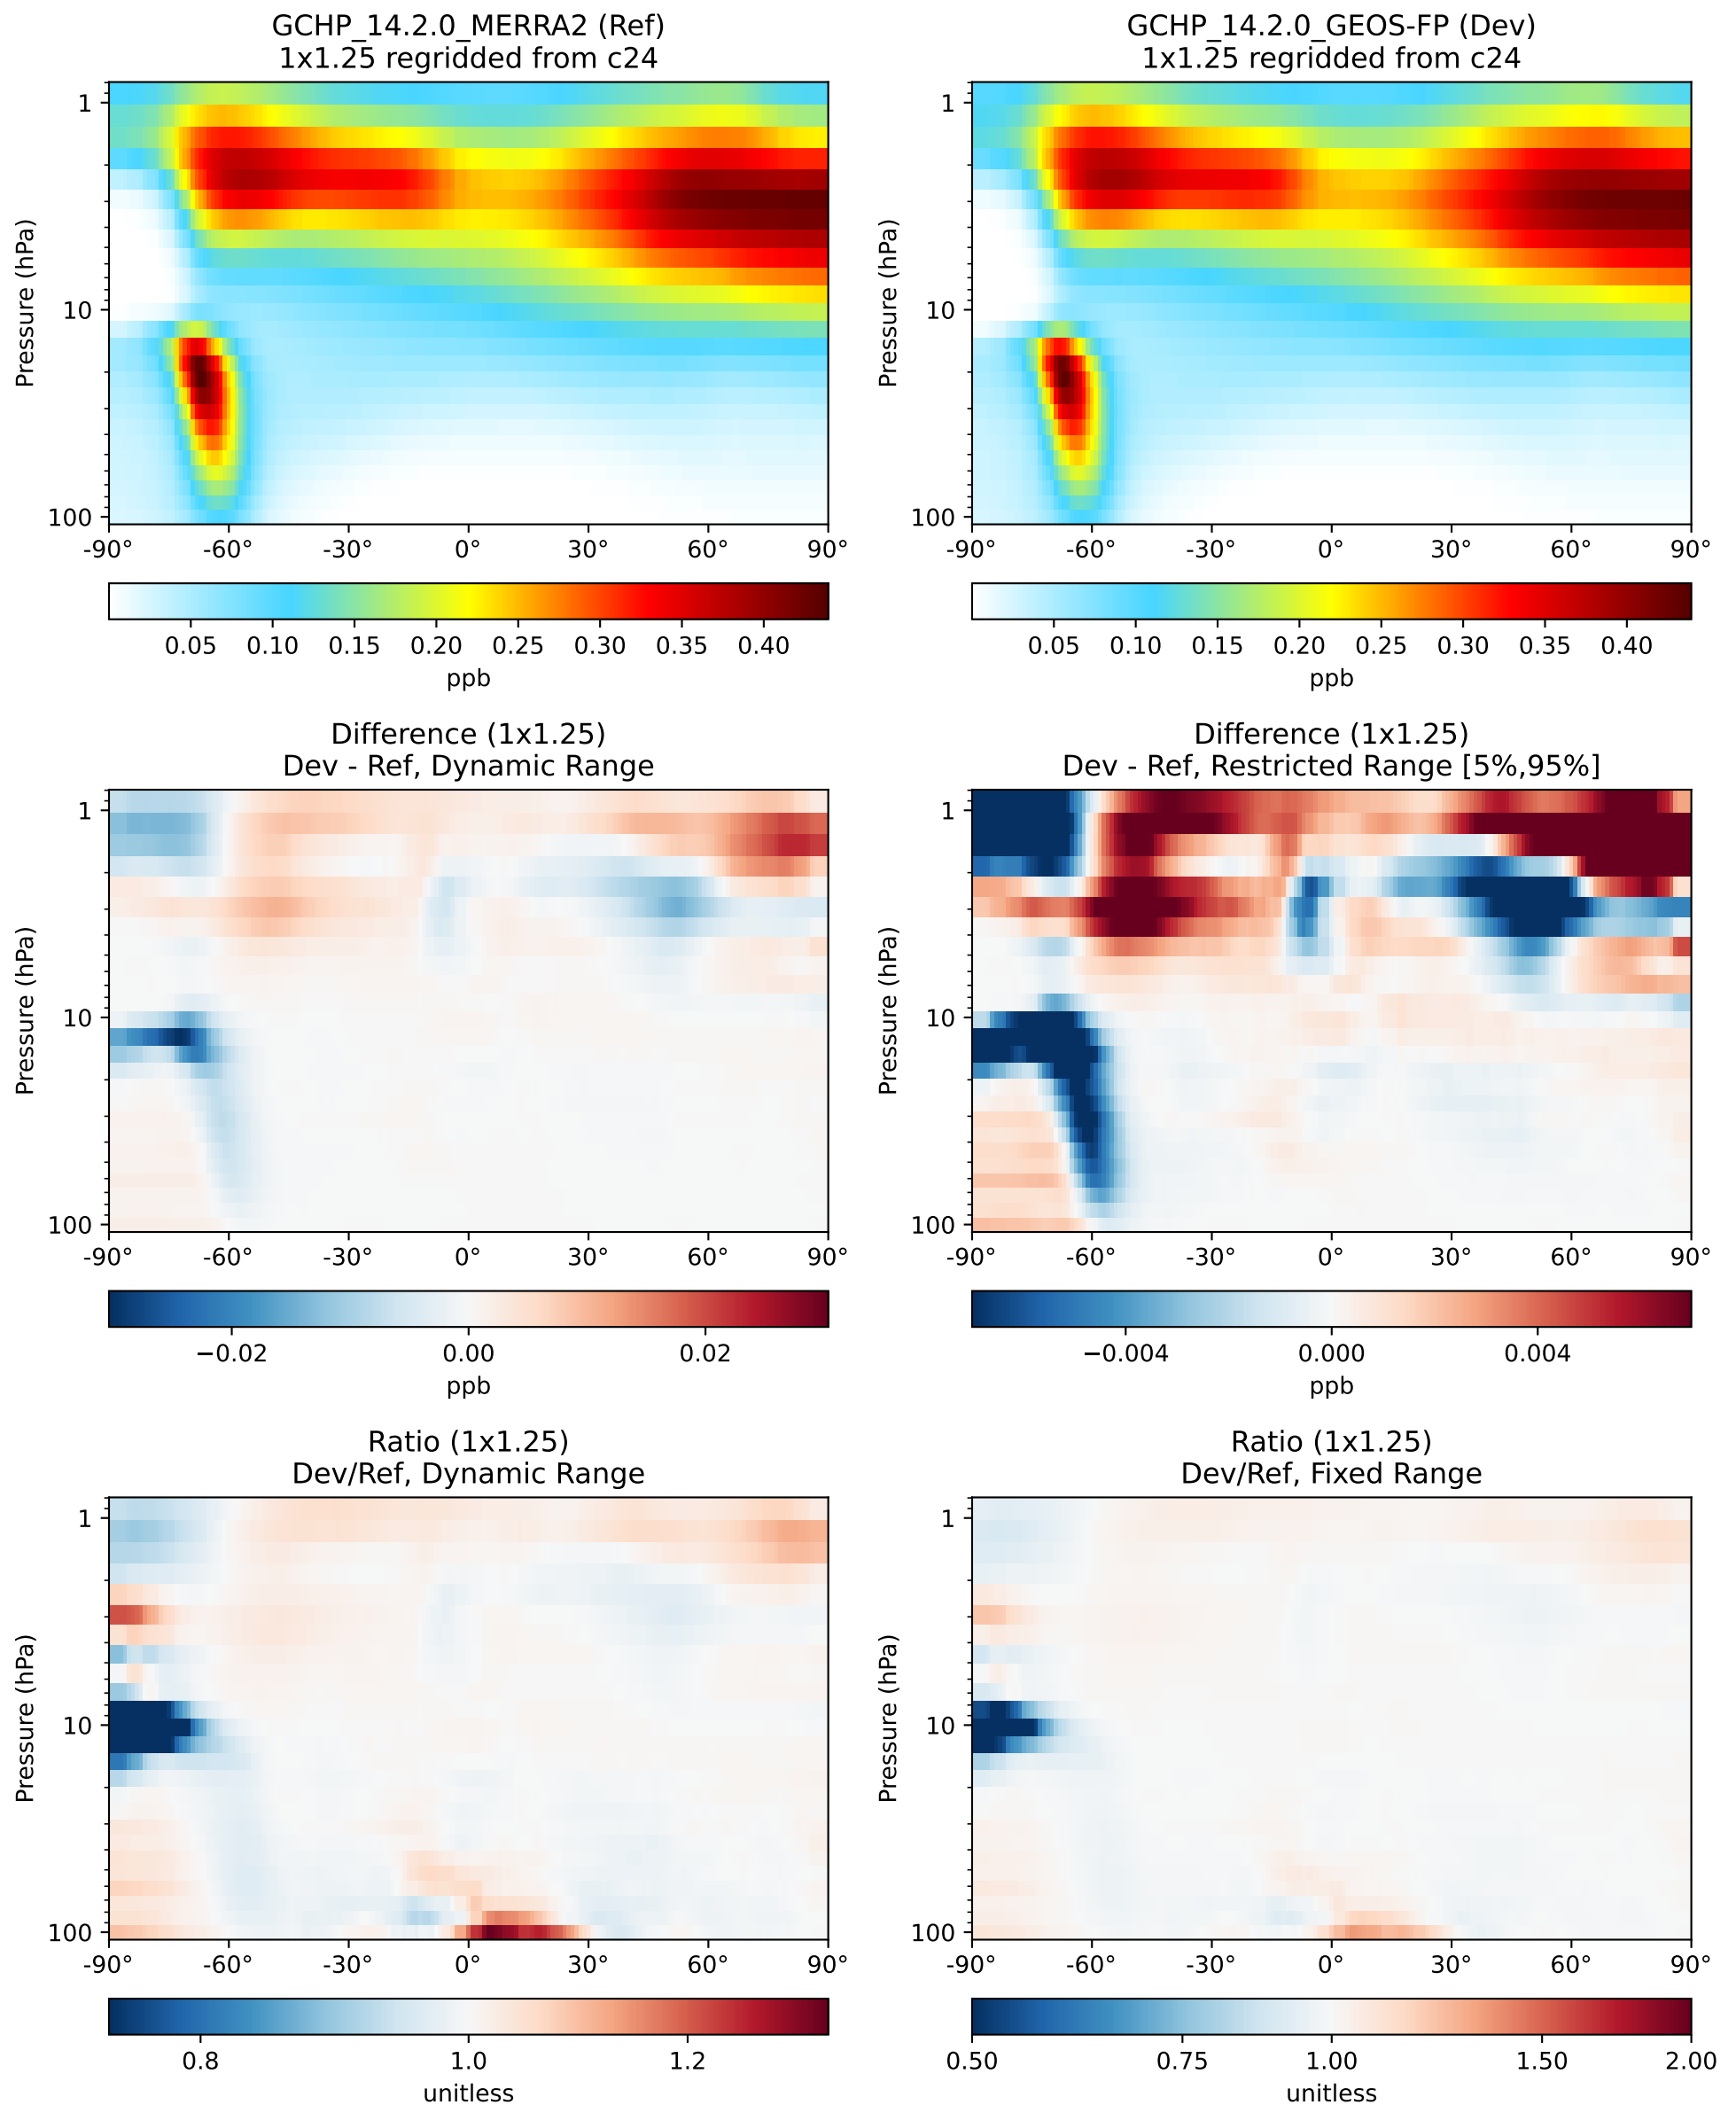 GCHP_14.2.0_MERRA2 (Ref)
1x1.25 regridded from c24
Pressure (hPa)
1
10
100
-90° -60° -30° 0° 30° 60° 90°
0.05 0.10 0.15 0.20 0.25 0.30 0.35 0.40
ppb
GCHP_14.2.0_GEOS-FP (Dev)
1x1.25 regridded from c24
Pressure (hPa)
1
10
100
-90° -60° -30° 0° 30° 60° 90°
0.05 0.10 0.15 0.20 0.25 0.30 0.35 0.40
ppb
Difference (1x1.25)
Dev - Ref, Dynamic Range
Pressure (hPa)
1
10
100
-90° -60° -30° 0° 30° 60° 90°
−0.02 0.00 0.02
ppb
Difference (1x1.25)
Dev - Ref, Restricted Range [5%,95%]
Pressure (hPa)
1
10
100
-90° -60° -30° 0° 30° 60° 90°
−0.004 0.000 0.004
ppb
Ratio (1x1.25)
Dev/Ref, Dynamic Range
Pressure (hPa)
1
10
100
-90° -60° -30° 0° 30° 60° 90°
0.8 1.0 1.2
unitless
Ratio (1x1.25)
Dev/Ref, Fixed Range
Pressure (hPa)
1
10
100
-90° -60° -30° 0° 30° 60° 90°
0.50 0.75 1.00 1.50 2.00
unitless